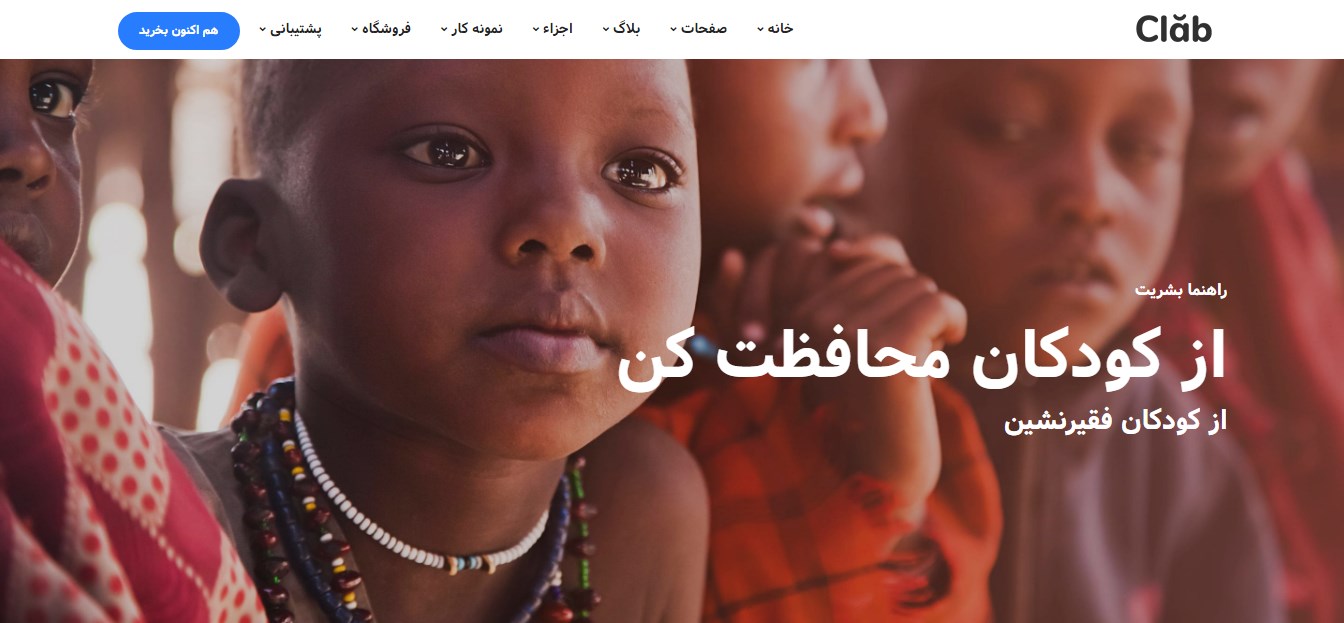 Clăb
خانه
صفحات
بلاگ
اجزاء
نمونه کار
فروشگاه
پشتیبانی
هم اکنون بخرید
راهنما بشریت
از کودکان محافظت کن
از کودکان فقیرنشین